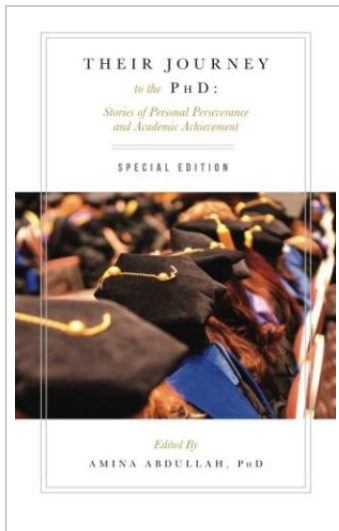 THEIR JOURNEY
to the PHD:
Stories of Personal Perseverance
and Academic Achievement
SPECIAL EDITION
Edited By
AMINA ABDULLAH, PHD